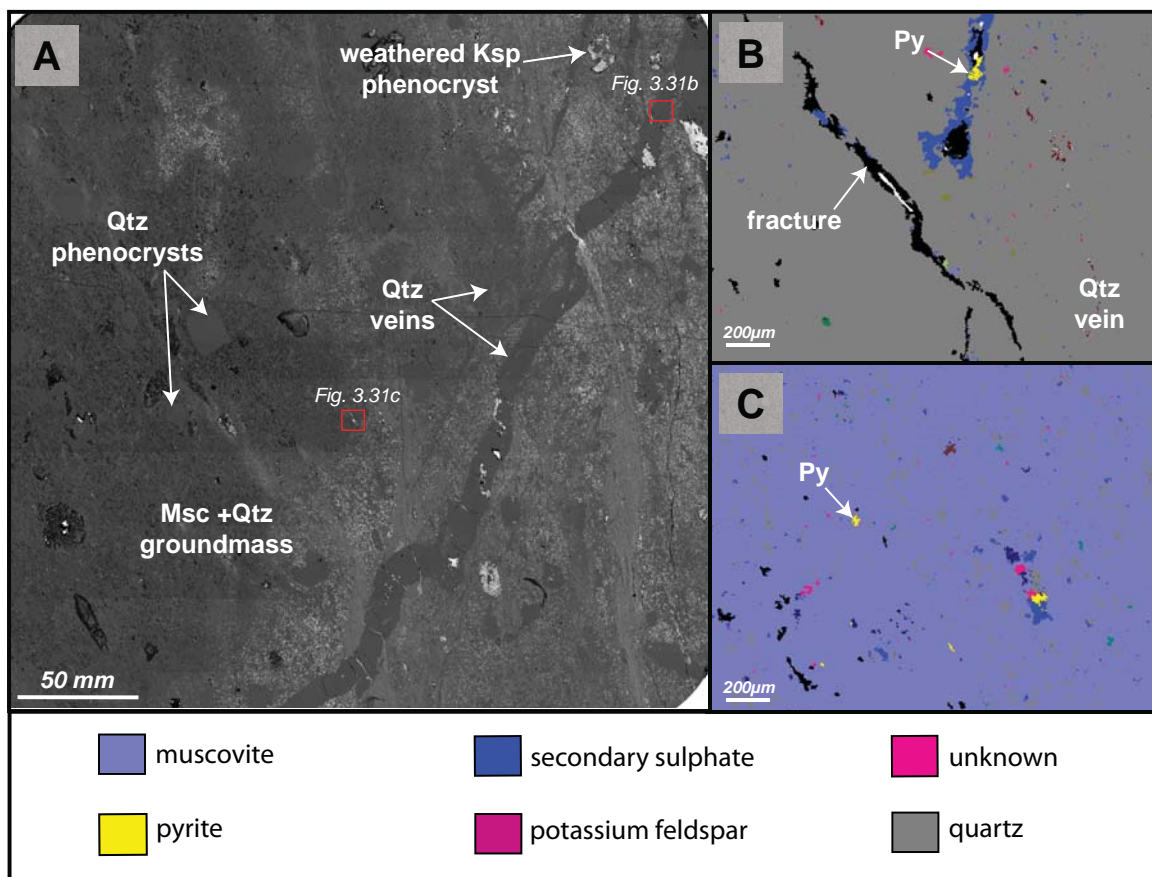 A
weathered Ksp
phenocryst
Fig. 3.31b
Qtz
phenocrysts
Qtz
veins
Fig. 3.31c
Msc +Qtz
groundmass
50 mm
B
Py
fracture
Qtz
vein
200µm
C
Py
200µm
muscovite
secondary sulphate
unknown
pyrite
potassium feldspar
quartz